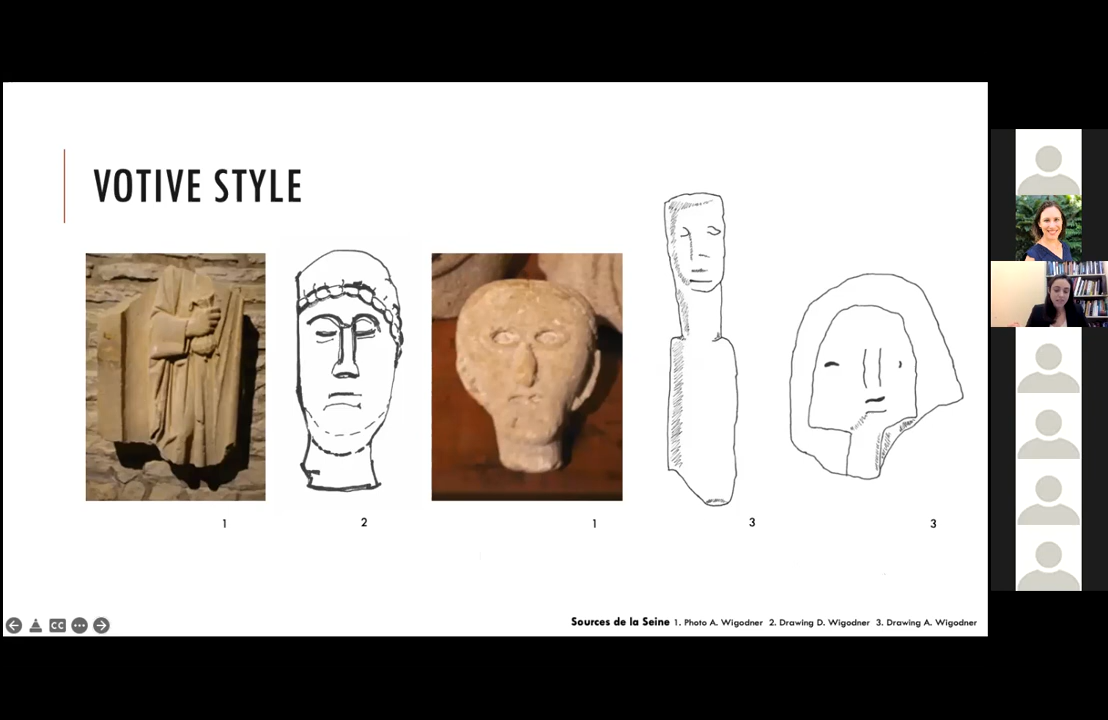 VOTIVE STYLE
1
2
1
3
3
CC
Sources de la Seine 1. Photo A. Wigodner 2. Drawing D. Wigodner 3. Drawing A. Wigodner